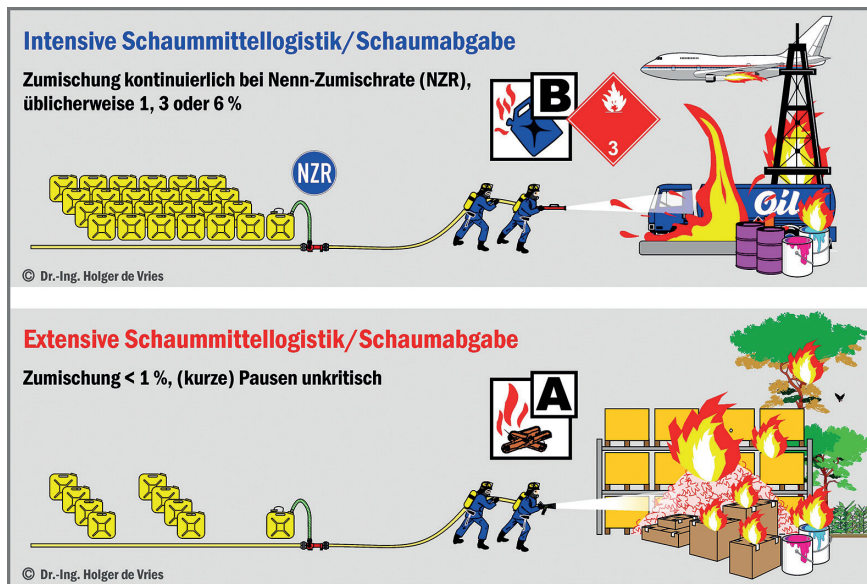 Intensive Schaummittellogistik/Schaumabgabe
Zumischung kontinuierlich bei Nenn-Zumischrate (NZR),
üblicherweise 1, 3 oder 6 %
B
3
NZR
Oil
© Dr.-Ing. Holger de Vries
Extensive Schaummittellogistik/Schaumabgabe
Zumischung < 1 %, (kurze) Pausen unkritisch
A
© Dr.-Ing. Holger de Vries